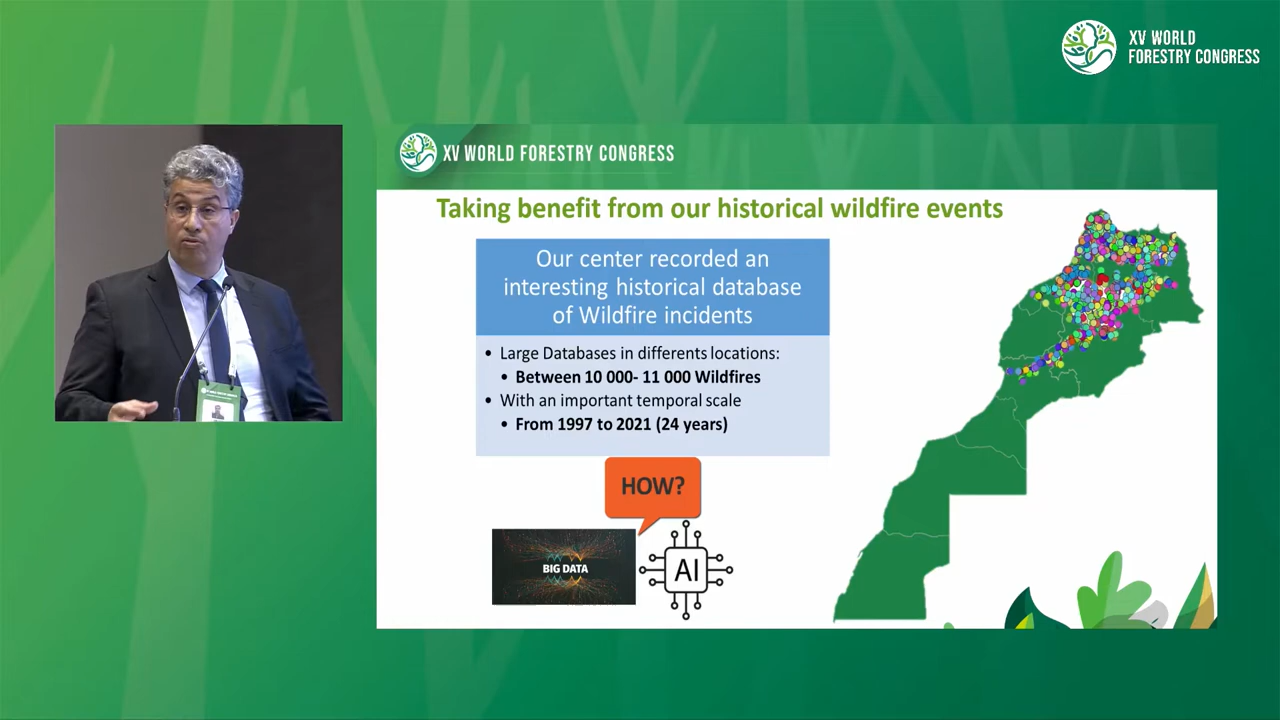 XV WORLD
FORESTRY CONGRESS
XV WORLD FORESTRY CONGRESS
Taking benefit from our historical wildfire events
Our center recorded an
interesting historical database
of Wildfire incidents
• Large Databases in differents locations:
• Between 10 000- 11 000 Wildfires
• With an important temporal scale
• From 1997 to 2021 (24 years)
HOW?
BIG DATA
AI